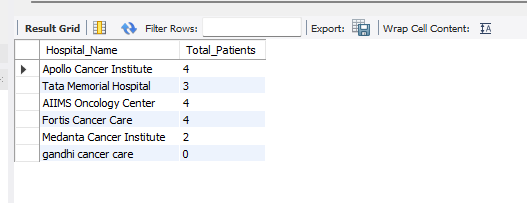 Result Grid Filter Rows: Export: Wrap Cell Content: IA
Hospital_Name Total_Patients
Apollo Cancer Institute 4
Tata Memorial Hospital 3
AIIMS Oncology Center 4
Fortis Cancer Care 4
Medanta Cancer Institute 2
gandhi cancer care 0